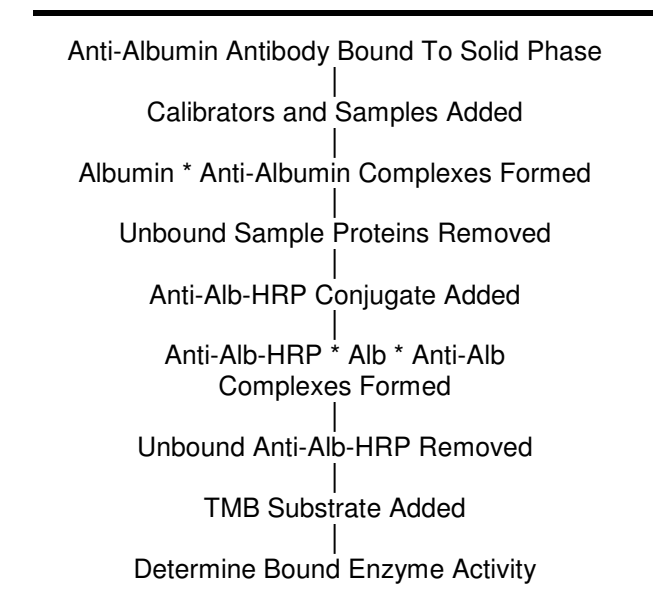 Anti-Albumin Antibody Bound To Solid Phase
Calibrators and Samples Added
Albumin * Anti-Albumin Complexes Formed
Unbound Sample Proteins Removed
Anti-Alb-HRP Conjugate Added
Anti-Alb-HRP * Alb * Anti-Alb
Complexes Formed
Unbound Anti-Alb-HRP Removed
TMB Substrate Added
Determine Bound Enzyme Activity